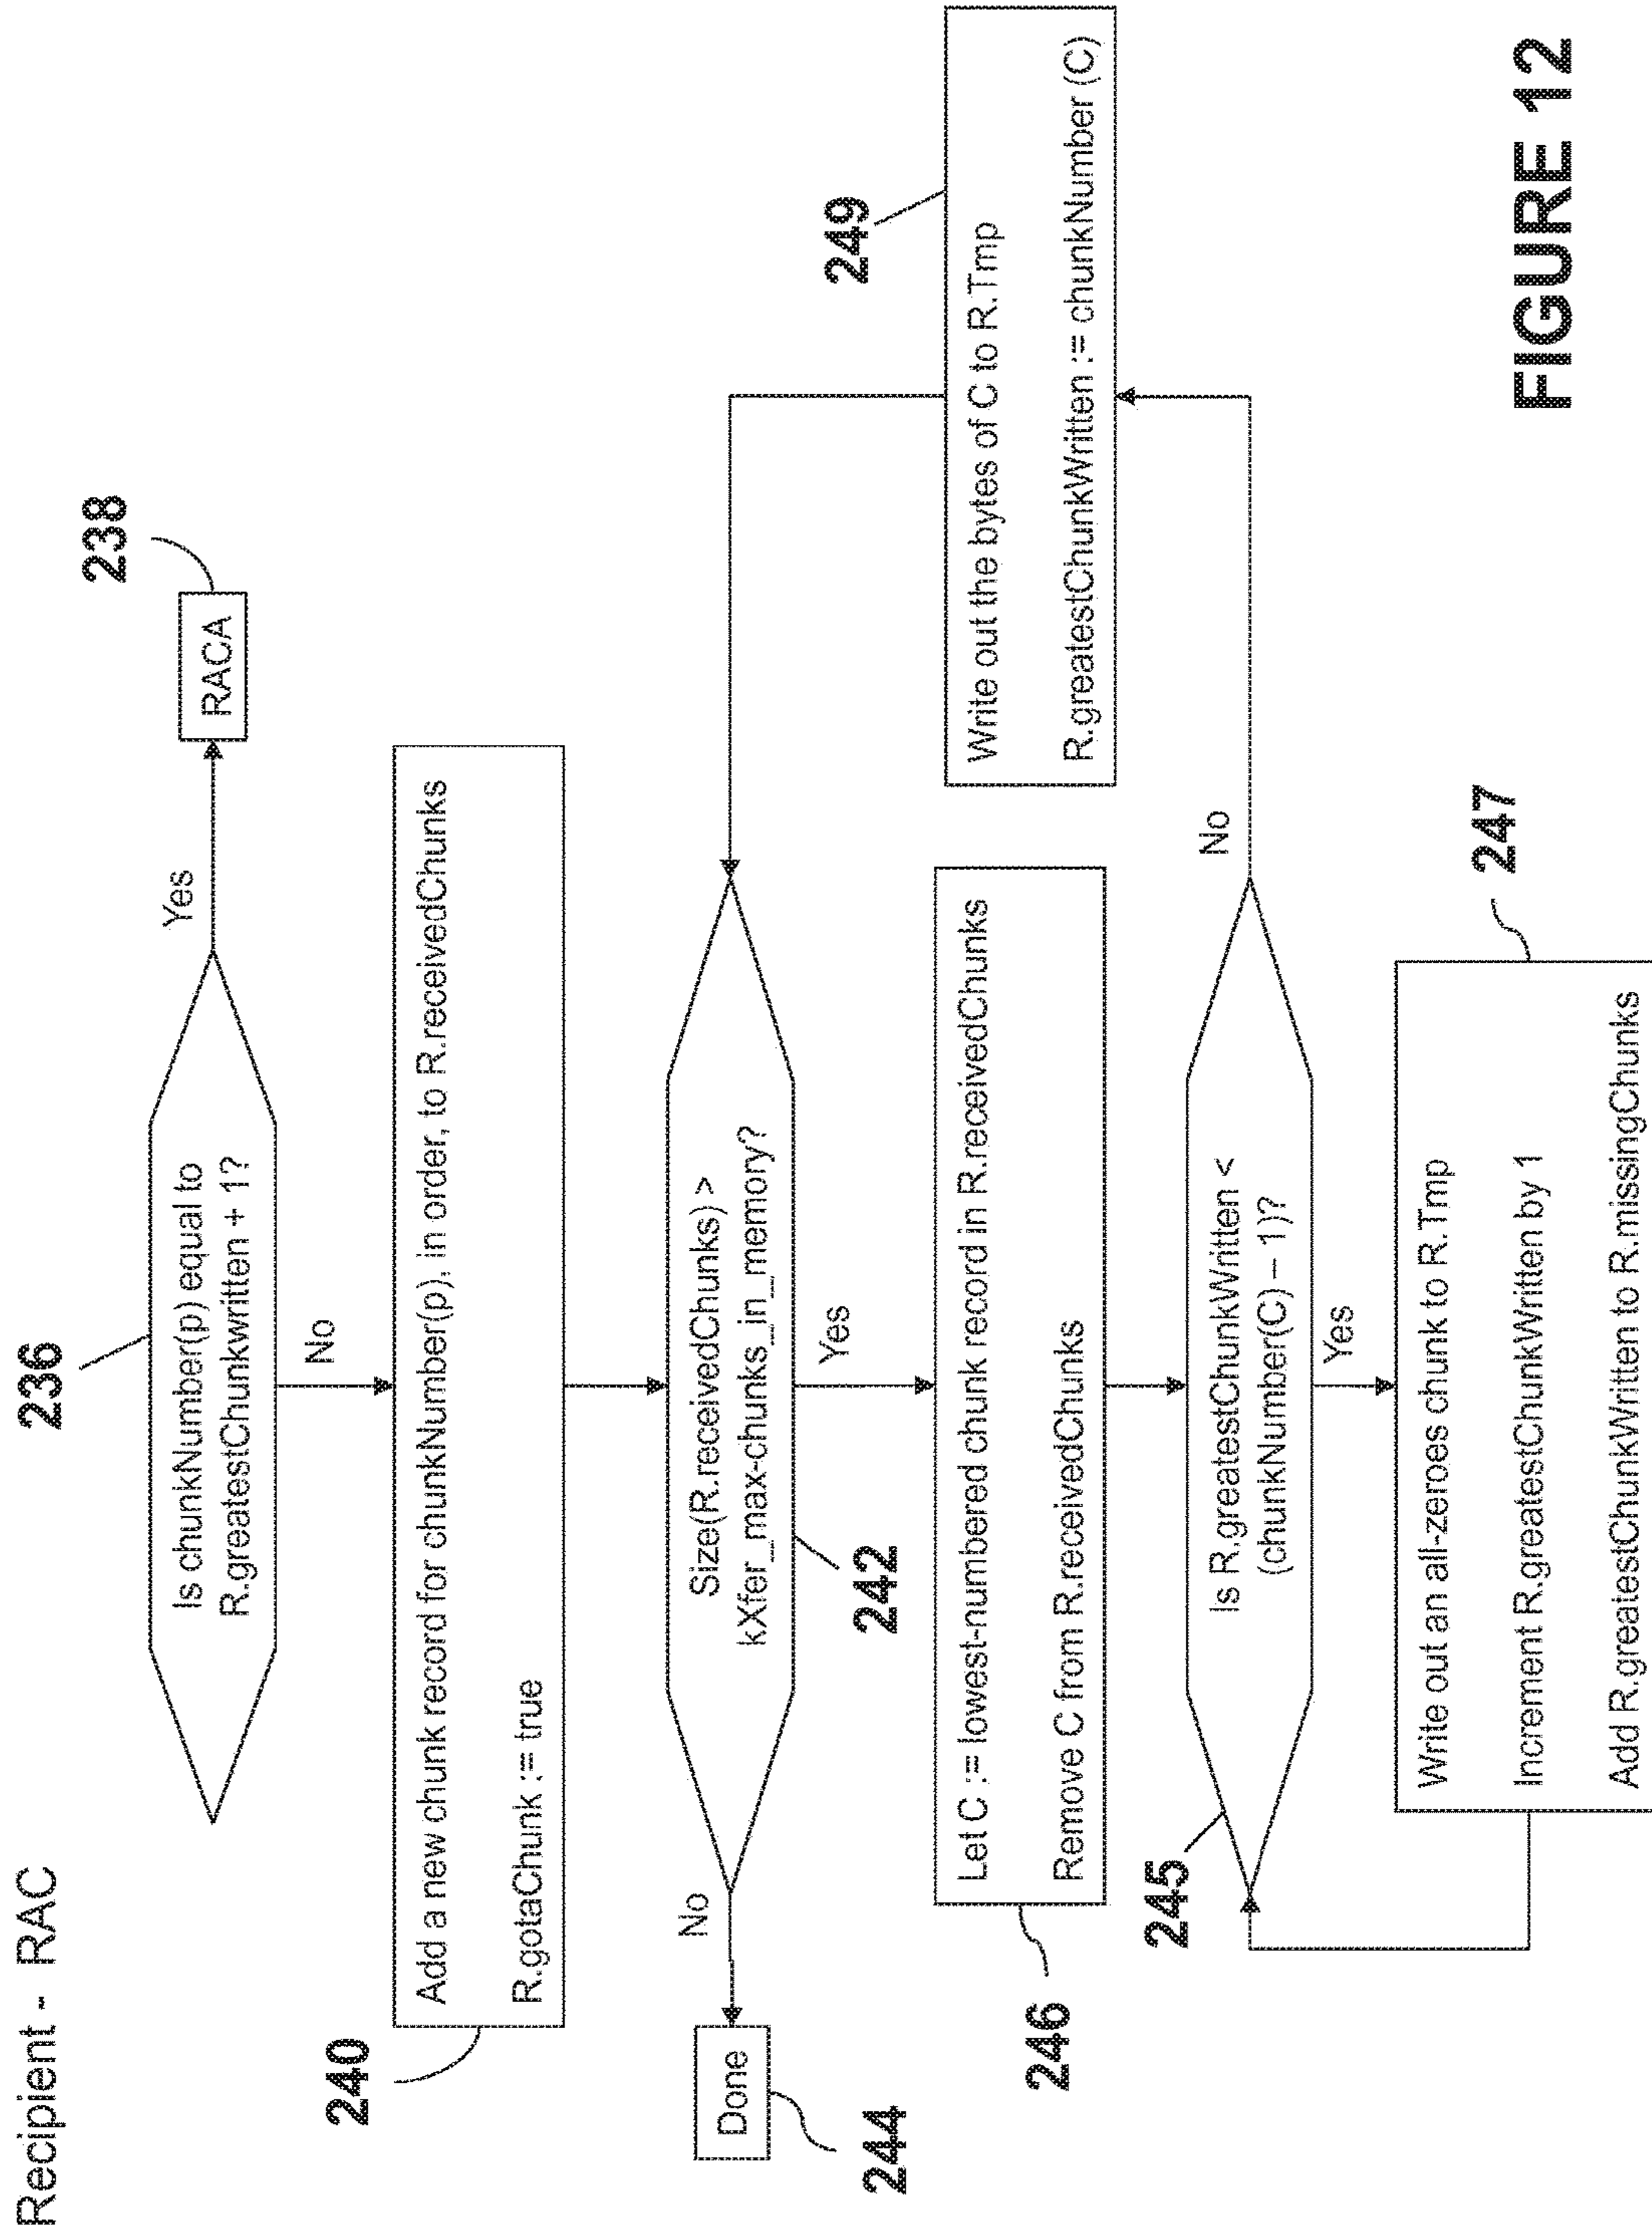 Recipient - RAC
236
Is chunkNumber(p) equal to
R.greatestChunkwritten + 1?
Yes
RACA
238
No
240
Add a new chunk record for chunkNumber(p), in order, to R.receivedChunks
R.gotaChunk := true
Size(R.receivedChunks) >
kXfer_max-chunks_in_memory?
242
No
Done
244
Yes
246
Let C := lowest-numbered chunk record in R.receivedChunks
Remove C from R.receivedChunks
249
Write out the bytes of C to R.Tmp
R.greatestChunkWritten := chunkNumber (C)
245
Is R.greatestChunkWritten <
(chunkNumber(C) – 1)?
No
Yes
247
Write out an all-zeroes chunk to R.Tmp
Increment R.greatestChunkWritten by 1
Add R.greatestChunkWritten to R.missingChunks
FIGURE 12